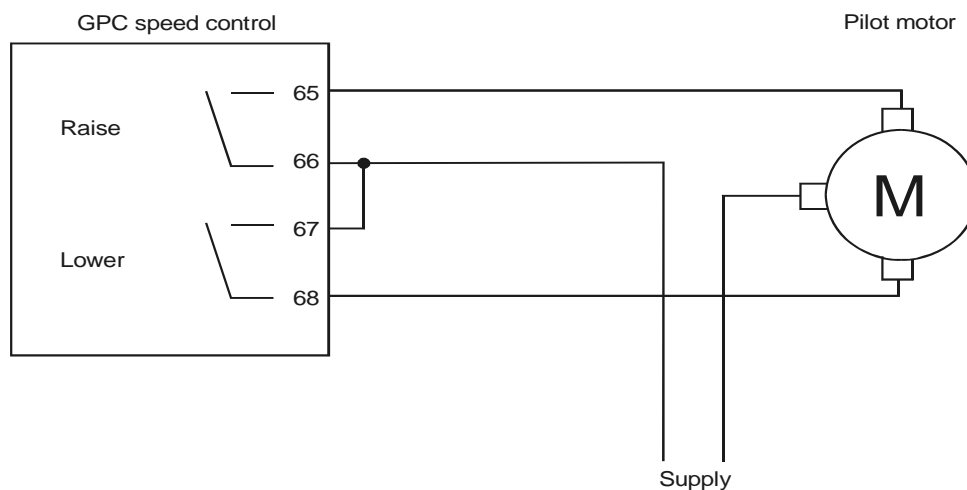 GPC speed control
Pilot motor
65
Raise
66
M
67
Lower
68
Supply